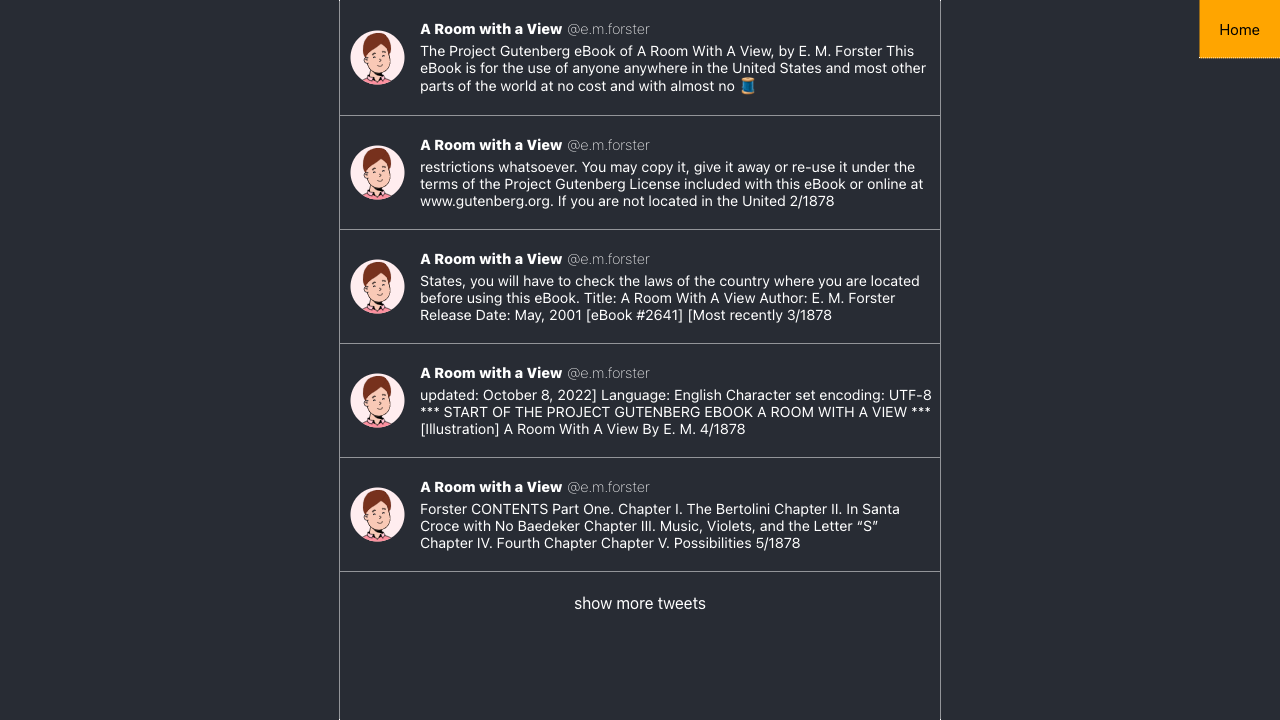 Home
A Room with a View @e.m.forster
The Project Gutenberg eBook of A Room With A View, by E. M. Forster This
eBook is for the use of anyone anywhere in the United States and most other
parts of the world at no cost and with almost no 🧵
A Room with a View @e.m.forster
restrictions whatsoever. You may copy it, give it away or re-use it under the
terms of the Project Gutenberg License included with this eBook or online at
www.gutenberg.org. If you are not located in the United 2/1878
A Room with a View @e.m.forster
States, you will have to check the laws of the country where you are located
before using this eBook. Title: A Room With A View Author: E. M. Forster
Release Date: May, 2001 [eBook #2641] [Most recently 3/1878
A Room with a View @e.m.forster
updated: October 8, 2022] Language: English Character set encoding: UTF-8
*** START OF THE PROJECT GUTENBERG EBOOK A ROOM WITH A VIEW ***
[Illustration] A Room With A View By E. M. 4/1878
A Room with a View @e.m.forster
Forster CONTENTS Part One. Chapter I. The Bertolini Chapter II. In Santa
Croce with No Baedeker Chapter III. Music, Violets, and the Letter “S”
Chapter IV. Fourth Chapter Chapter V. Possibilities 5/1878
show more tweets